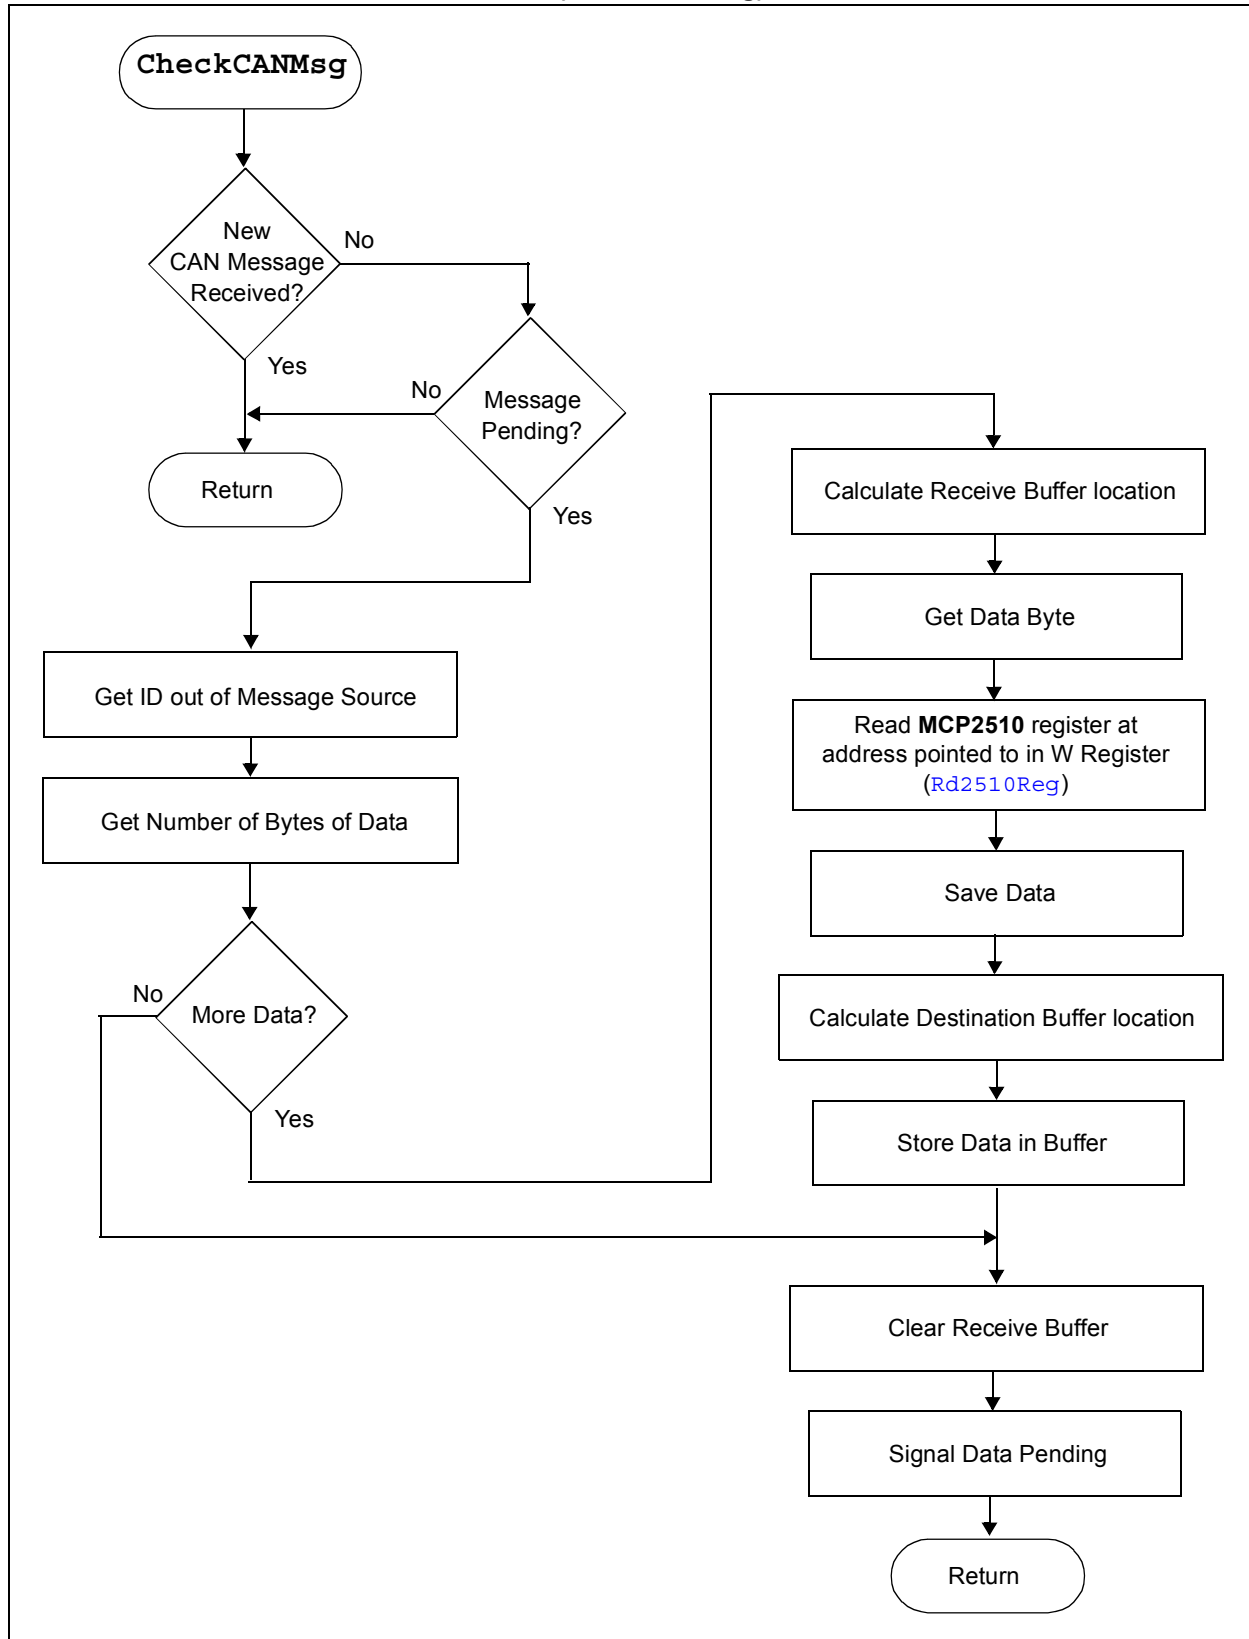 CheckCANMsg
New
CAN Message
Received?
No
Yes
No
Message
Pending?
Return
Yes
Get ID out of Message Source
Get Number of Bytes of Data
No
More Data?
Yes
Calculate Receive Buffer location
Get Data Byte
Read MCP2510 register at
address pointed to in W Register
(Rd2510Reg)
Save Data
Calculate Destination Buffer location
Store Data in Buffer
Clear Receive Buffer
Signal Data Pending
Return